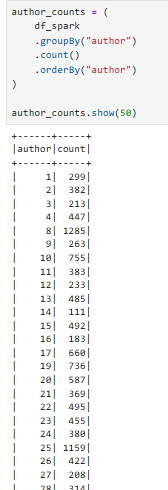 author_counts = (
    df_spark
    .groupBy("author")
    .count()
    .orderBy("author")
)
author_counts.show(50)
+------+-----+
|author|count|
+------+-----+
|     1|  299|
|     2|  382|
|     3|  213|
|     4|  447|
|     8| 1285|
|     9|  263|
|    10|  755|
|    11|  383|
|    12|  233|
|    13|  485|
|    14|  111|
|    15|  492|
|    16|  183|
|    17|  660|
|    19|  736|
|    20|  587|
|    21|  369|
|    22|  495|
|    23|  455|
|    24|  380|
|    25| 1159|
|    26|  422|
|    27|  208|
|    28|  314|